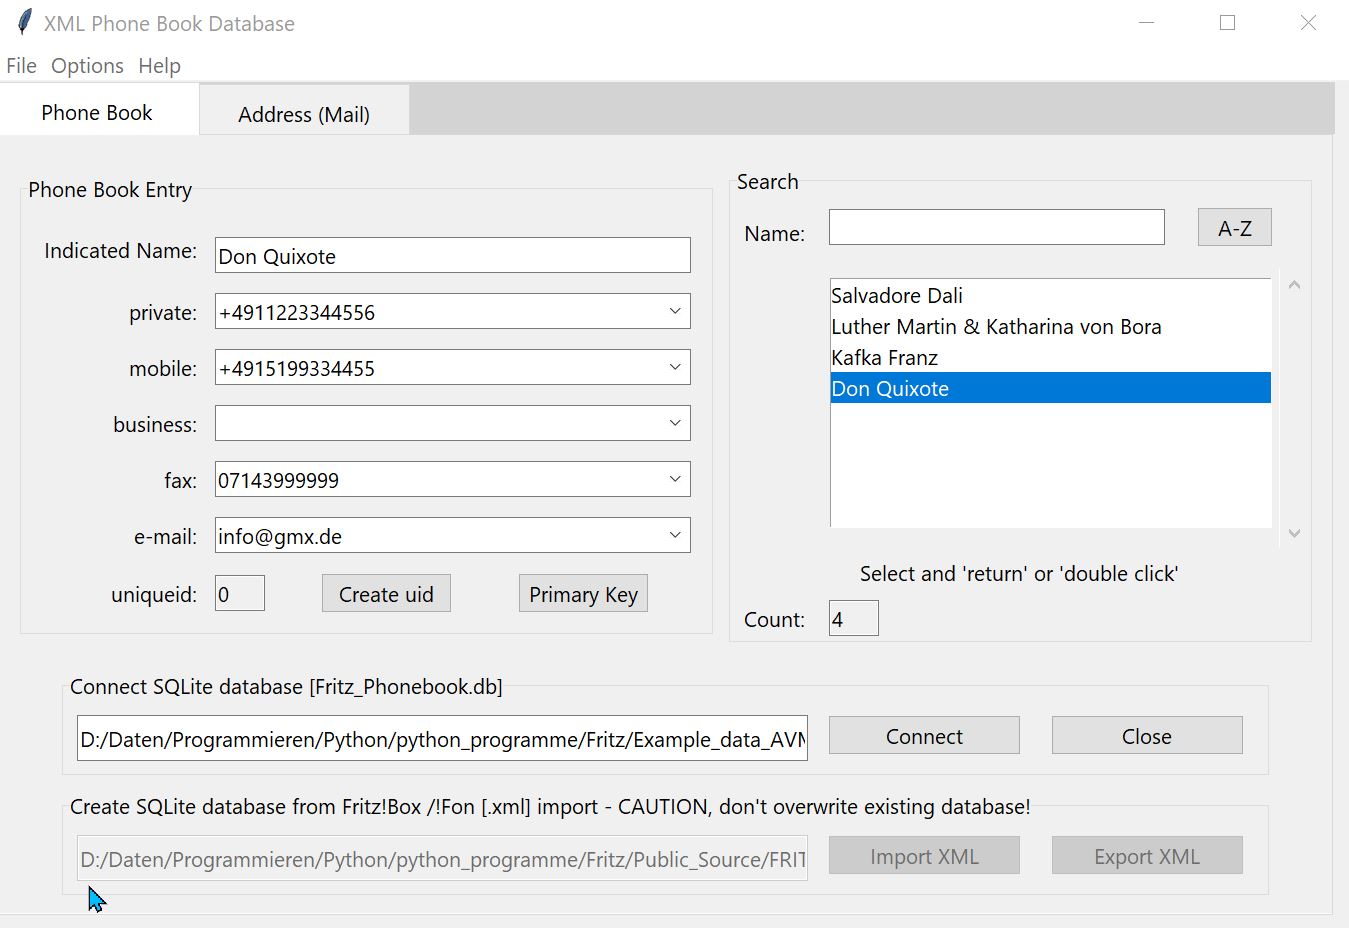 XML Phone Book Database
File Options Help
Phone Book
Address (Mail)
Phone Book Entry
Indicated Name: Don Quixote
private: +4911223344556
mobile: +4915199334455
business:
fax: 07143999999
e-mail: info@gmx.de
uniqueid: 0 Create uid Primary Key
Search
Name: A-Z
Salvadore Dali
Luther Martin & Katharina von Bora
Kafka Franz
Don Quixote
Select and 'return' or 'double click'
Count: 4
Connect SQLite database [Fritz_Phonebook.db]
D:/Daten/Programmieren/Python/python_programme/Fritz/Example_data_AVM Connect Close
Create SQLite database from Fritz!Box /!Fon [.xml] import - CAUTION, don't overwrite existing database!
D:/Daten/Programmieren/Python/python_programme/Fritz/Public_Source/FRIT Import XML Export XML